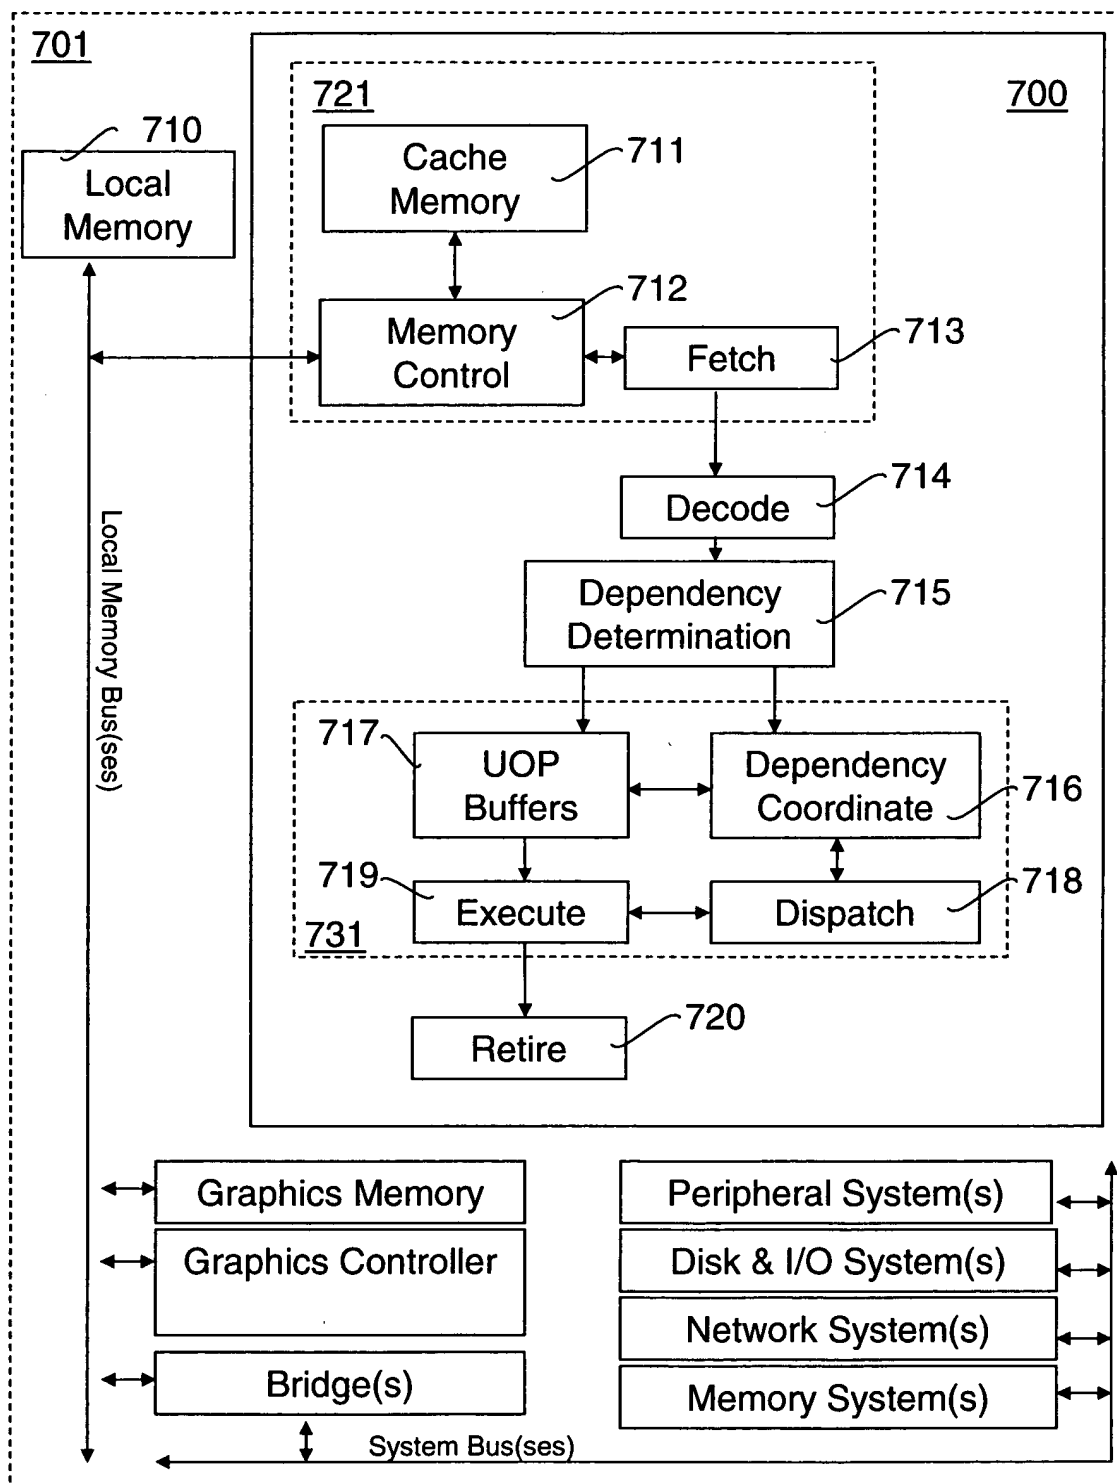 701
700
721
710
Local
Memory
Cache
Memory
711
712
Memory
Control
Fetch
713
Decode
714
Dependency
Determination
715
Local Memory Bus(ses)
717
UOP
Buffers
Dependency
Coordinate
716
719
Execute
Dispatch
718
731
Retire
720
Graphics Memory
Graphics Controller
Bridge(s)
Peripheral System(s)
Disk & I/O System(s)
Network System(s)
Memory System(s)
System Bus(ses)